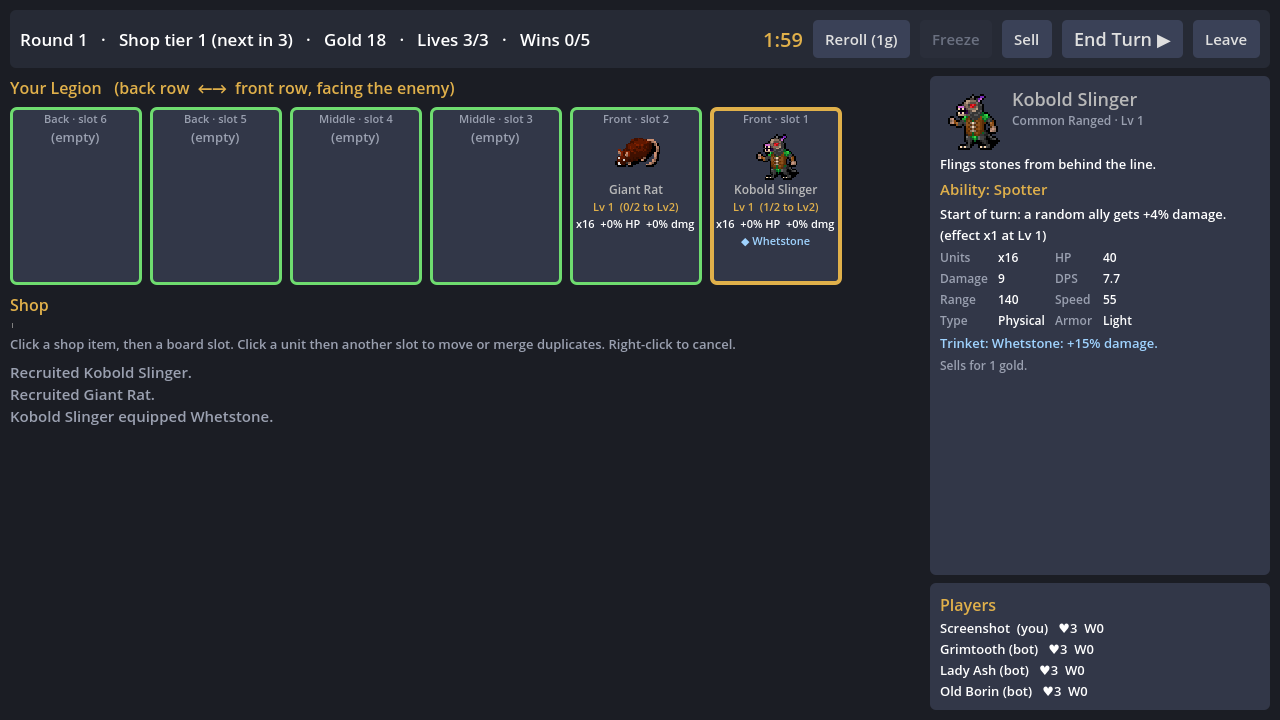 Round 1 · Shop tier 1 (next in 3) · Gold 18 · Lives 3/3 · Wins 0/5
1:59 Reroll (1g) Freeze Sell End Turn ▶ Leave
Your Legion (back row ⟵⟶ front row, facing the enemy)
Back · slot 6
(empty)
Back · slot 5
(empty)
Middle · slot 4
(empty)
Middle · slot 3
(empty)
Front · slot 2
Giant Rat
Lv 1 (0/2 to Lv2)
x16 +0% HP +0% dmg
Front · slot 1
Kobold Slinger
Lv 1 (1/2 to Lv2)
x16 +0% HP +0% dmg
◆ Whetstone
Shop
Click a shop item, then a board slot. Click a unit then another slot to move or merge duplicates. Right-click to cancel.
Recruited Kobold Slinger.
Recruited Giant Rat.
Kobold Slinger equipped Whetstone.
Kobold Slinger
Common Ranged · Lv 1
Flings stones from behind the line.
Ability: Spotter
Start of turn: a random ally gets +4% damage.
(effect x1 at Lv 1)
Units x16 HP 40
Damage 9 DPS 7.7
Range 140 Speed 55
Type Physical Armor Light
Trinket: Whetstone: +15% damage.
Sells for 1 gold.
Players
Screenshot (you) ♥3 W0
Grimtooth (bot) ♥3 W0
Lady Ash (bot) ♥3 W0
Old Borin (bot) ♥3 W0